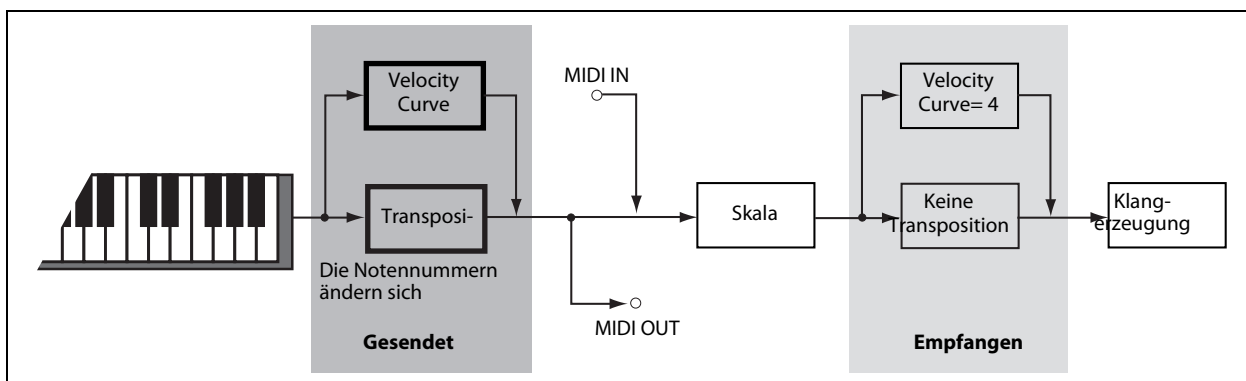 Velocity
Curve
Transposi-
Die Notennummern
ändern sich
Gesendet
MIDI IN
MIDI OUT
Skala
Velocity
Curve= 4
Keine
Transposition
Empfangen
Klang-
erzeugung